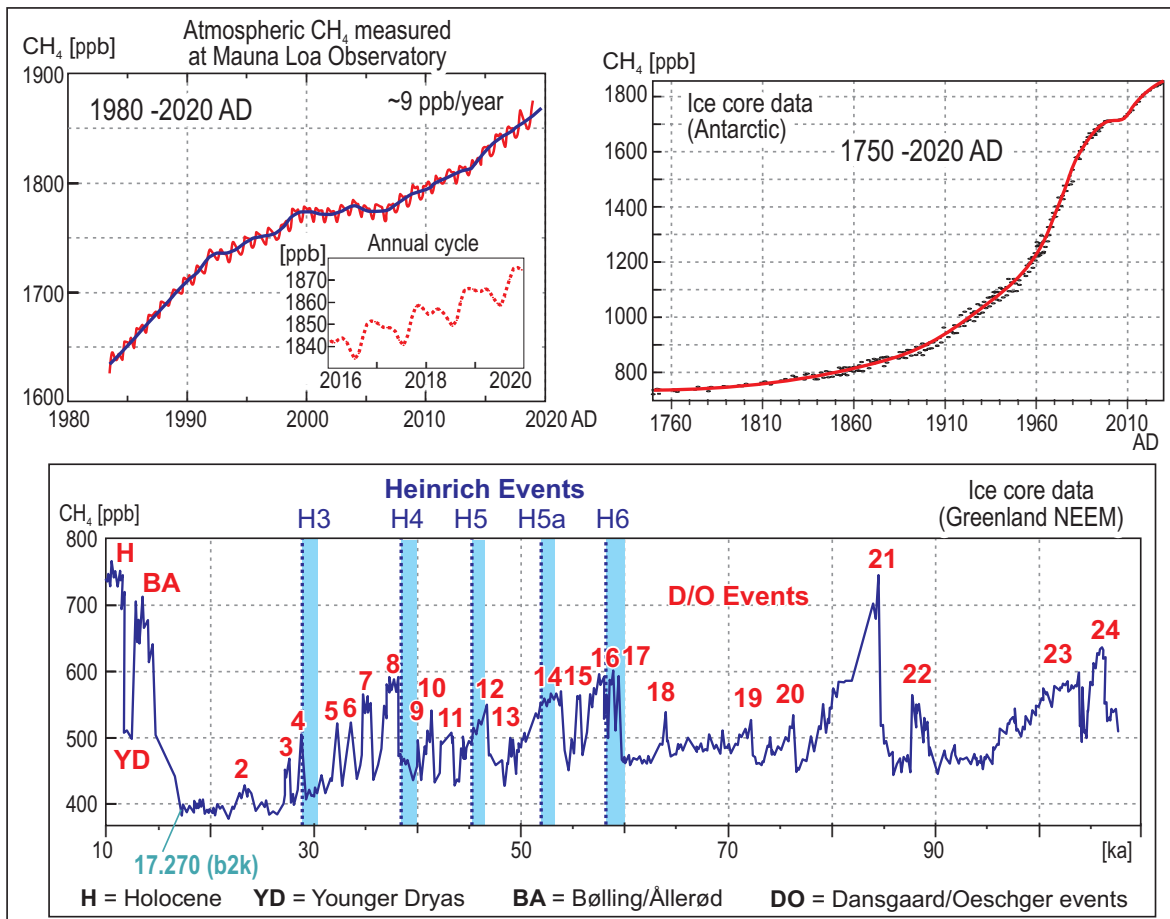 Atmospheric CH₄ measured
at Mauna Loa Observatory
CH₄ [ppb]
1900
1800
1700
1600
1980 -2020 AD
~9 ppb/year
Annual cycle
[ppb]
1870
1860
1850
1840
2016 2018 2020
1980 1990 2000 2010 2020 AD
CH₄ [ppb]
1800
1600
1400
1200
1000
800
Ice core data
(Antarctic)
1750 -2020 AD
1760 1810 1860 1910 1960 2010
AD
Heinrich Events
H3 H4 H5 H5a H6
Ice core data
(Greenland NEEM)
CH₄ [ppb]
800
700
600
500
400
H
BA
YD
D/O Events
2 3 4 5 6 7 8 9 10 11 12 13 14 15 16 17 18 19 20 21 22 23 24
10 30 50 70 90 [ka]
17.270 (b2k)
H = Holocene YD = Younger Dryas BA = Bølling/Ållerød DO = Dansgaard/Oeschger events